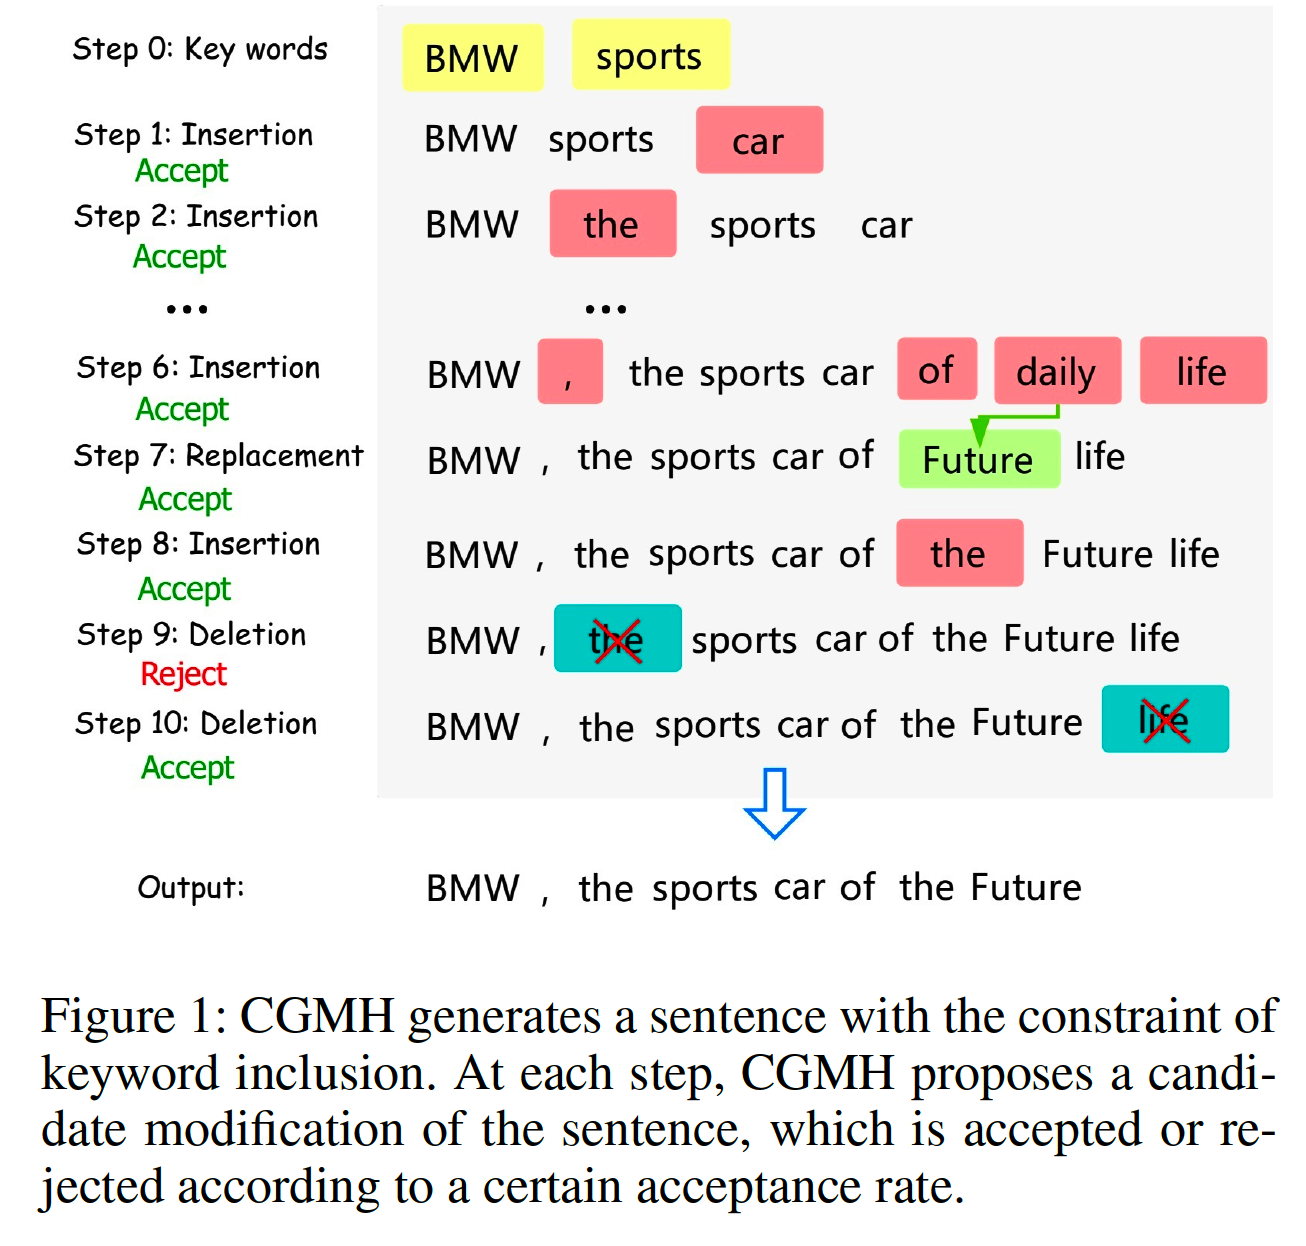 Step 0: Key words BMW sports
Step 1: Insertion BMW sports car
Accept
Step 2: Insertion BMW the sports car
Accept
... ...
Step 6: Insertion BMW , the sports car of daily life
Accept
Step 7: Replacement BMW , the sports car of Future life
Accept
Step 8: Insertion BMW , the sports car of the Future life
Accept
Step 9: Deletion BMW , the sports car of the Future life
Reject
Step 10: Deletion BMW , the sports car of the Future life
Accept
Output: BMW , the sports car of the Future
Figure 1: CGMH generates a sentence with the constraint of
keyword inclusion. At each step, CGMH proposes a candi-
date modification of the sentence, which is accepted or re-
jected according to a certain acceptance rate.